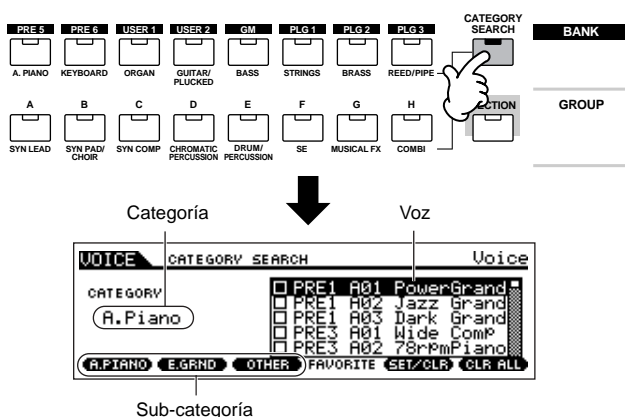 CATEGORY
SEARCH
PRE 5 PRE 6 USER 1 USER 2 GM PLG 1 PLG 2 PLG 3 BANK
A. PIANO KEYBOARD ORGAN GUITAR/
PLUCKED BASS STRINGS BRASS REED/PIPE
A B C D E F G H ECTION GROUP
SYN LEAD SYN PAD/
CHOIR SYN COMP CHROMATIC
PERCUSSION DRUM/
PERCUSSION SE MUSICAL FX COMBI
Categoría Voz
VOICE CATEGORY SEARCH Voice
CATEGORY
A.Piano
PRE1 A01 PowerGrand
PRE1 A02 Jazz Grand
PRE1 A03 Dark Grand
PRE3 A01 Wide Comp
PRE3 A02 78rpmPiano
A.PIANO E.GRND OTHER FAVORITE SET/CLR CLR ALL
Sub-categoría